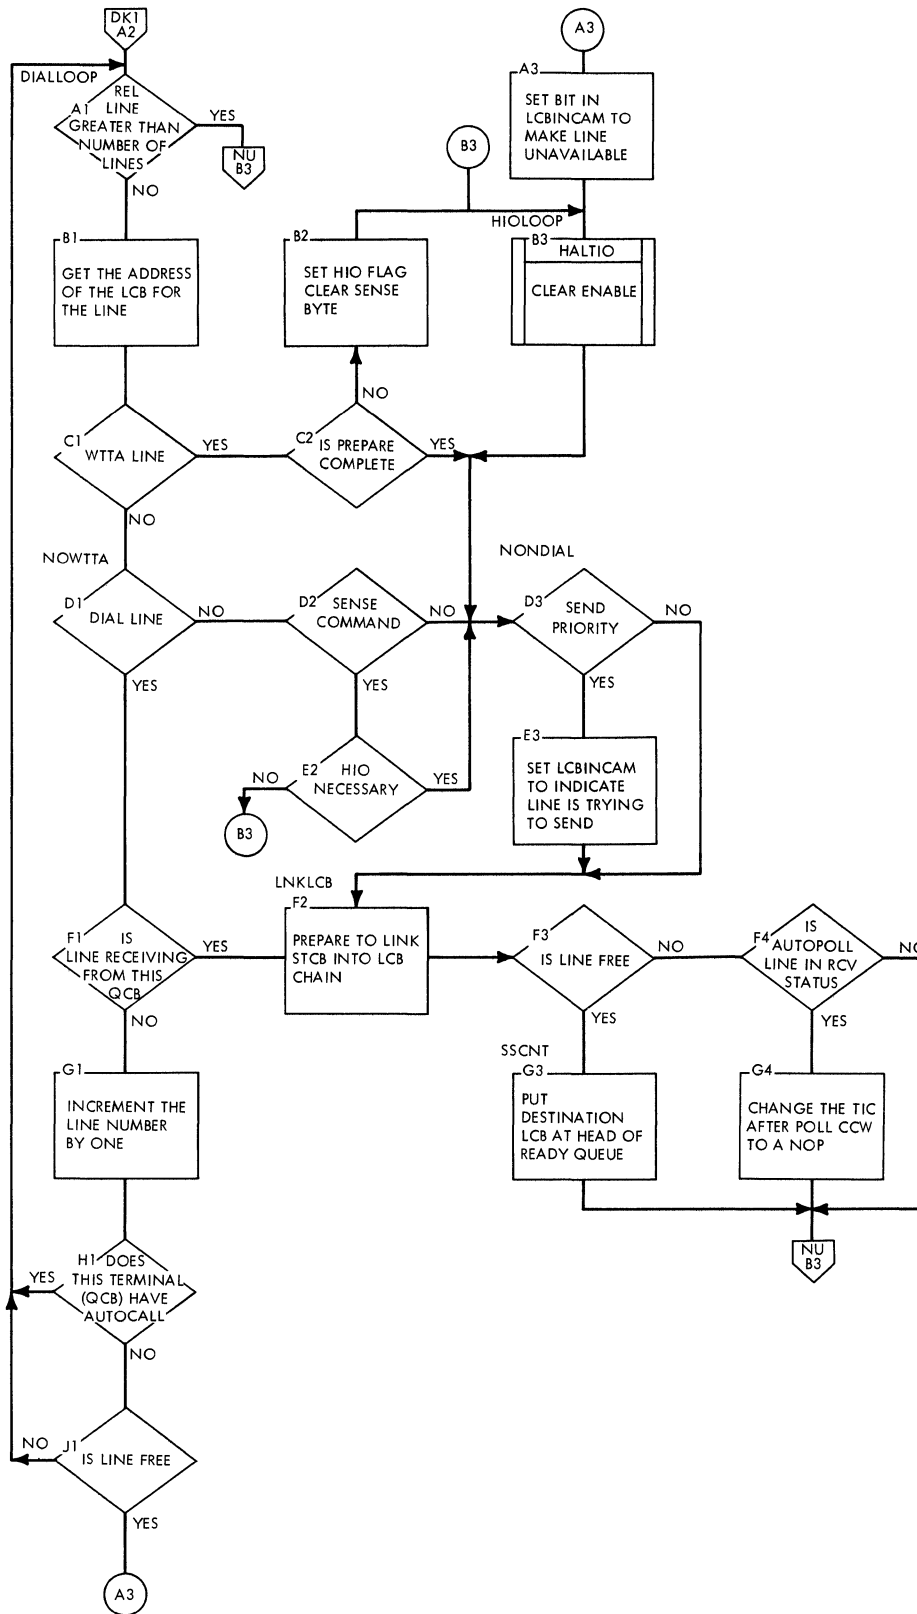 DK1
A2
DIALLOOP
A1
REL
LINE
GREATER THAN
NUMBER OF
LINES
YES
NU
B3
NO
B1
GET THE ADDRESS
OF THE LCB FOR
THE LINE
C1
WTTA LINE
YES
NO
C2
IS PREPARE
COMPLETE
NO
YES
B2
SET HIO FLAG
CLEAR SENSE
BYTE
B3
A3
A3
SET BIT IN
LCBINCAM TO
MAKE LINE
UNAVAILABLE
HIOLOOP
B3
HALTIO
CLEAR ENABLE
NOWTTA
D1
DIAL LINE
NO
YES
D2
SENSE
COMMAND
NO
YES
E2
HIO
NECESSARY
NO
YES
B3
NONDIAL
D3
SEND
PRIORITY
NO
YES
E3
SET LCBINCAM
TO INDICATE
LINE IS TRYING
TO SEND
F1
IS
LINE RECEIVING
FROM THIS
QCB
YES
NO
LNKLCB
F2
PREPARE TO LINK
STCB INTO LCB
CHAIN
F3
IS LINE FREE
NO
YES
F4
IS
AUTOPOLL
LINE IN RCV
STATUS
NO
YES
SSCNT
G3
PUT
DESTINATION
LCB AT HEAD OF
READY QUEUE
G4
CHANGE THE TIC
AFTER POLL CCW
TO A NOP
NU
B3
G1
INCREMENT THE
LINE NUMBER
BY ONE
H1 DOES
THIS TERMINAL
(QCB) HAVE
AUTOCALL
YES
NO
J1
IS LINE FREE
NO
YES
A3